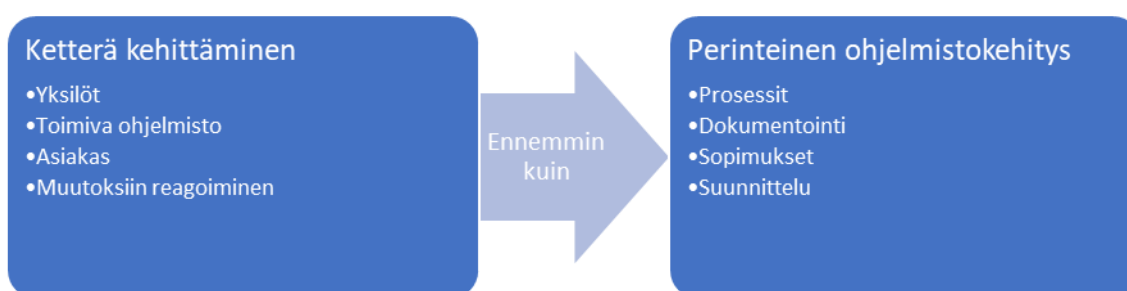 Ketterä kehittäminen
•Yksilöt
•Toimiva ohjelmisto
•Asiakas
•Muutoksiin reagoiminen
Ennemmin
kuin
Perinteinen ohjelmistokehitys
•Prosessit
•Dokumentointi
•Sopimukset
•Suunnittelu